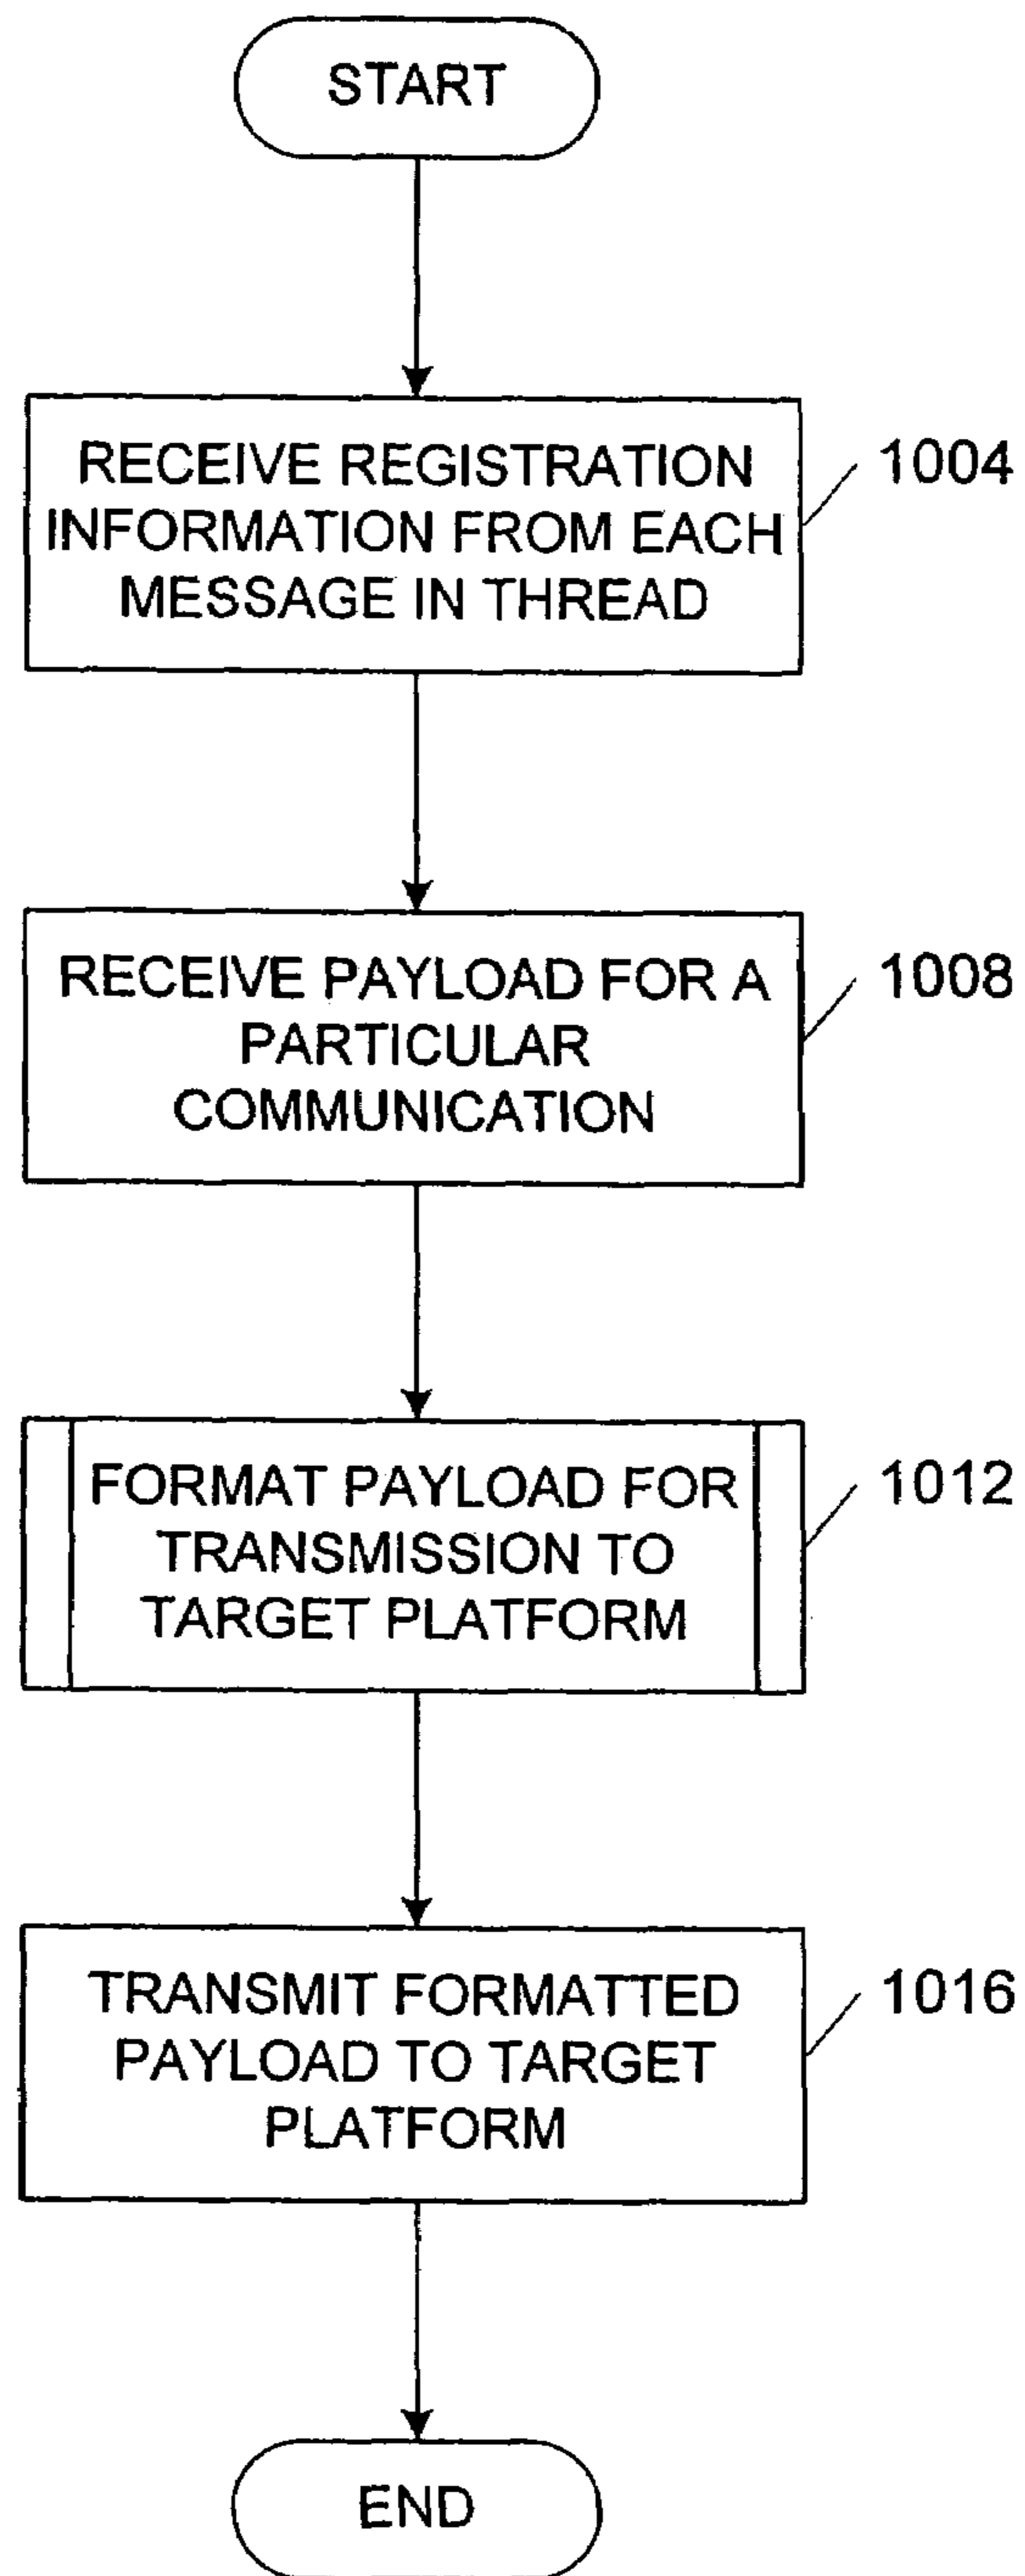 START
RECEIVE REGISTRATION
INFORMATION FROM EACH
MESSAGE IN THREAD
1004
RECEIVE PAYLOAD FOR A
PARTICULAR
COMMUNICATION
1008
FORMAT PAYLOAD FOR
TRANSMISSION TO
TARGET PLATFORM
1012
TRANSMIT FORMATTED
PAYLOAD TO TARGET
PLATFORM
1016
END